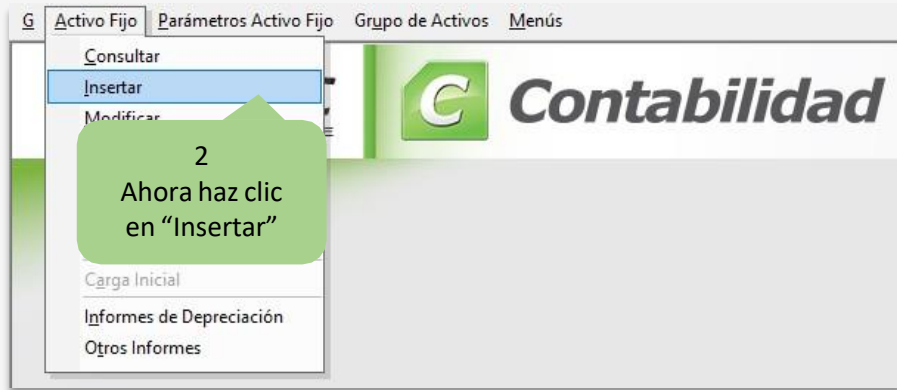 G Activo Fijo Parámetros Activo Fijo Grupo de Activos Menús
Consultar
Insertar
Modificar
C Contabilidad
2
Ahora haz clic
en “Insertar”
Carga Inicial
Informes de Depreciación
Otros Informes